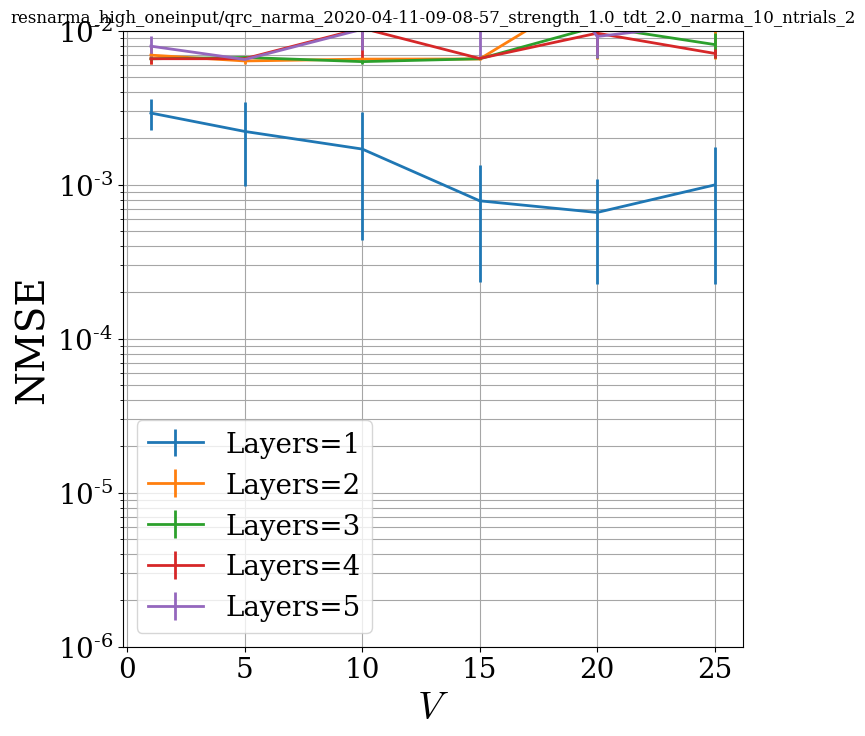 resnarma_high_oneinput/qrc_narma_2020-04-11-09-08-57_strength_1.0_tdt_2.0_narma_10_ntrials_2
10-2
10-3
10-4
10-5
10-6
NMSE
Layers=1
Layers=2
Layers=3
Layers=4
Layers=5
0 5 10 15 20 25
V